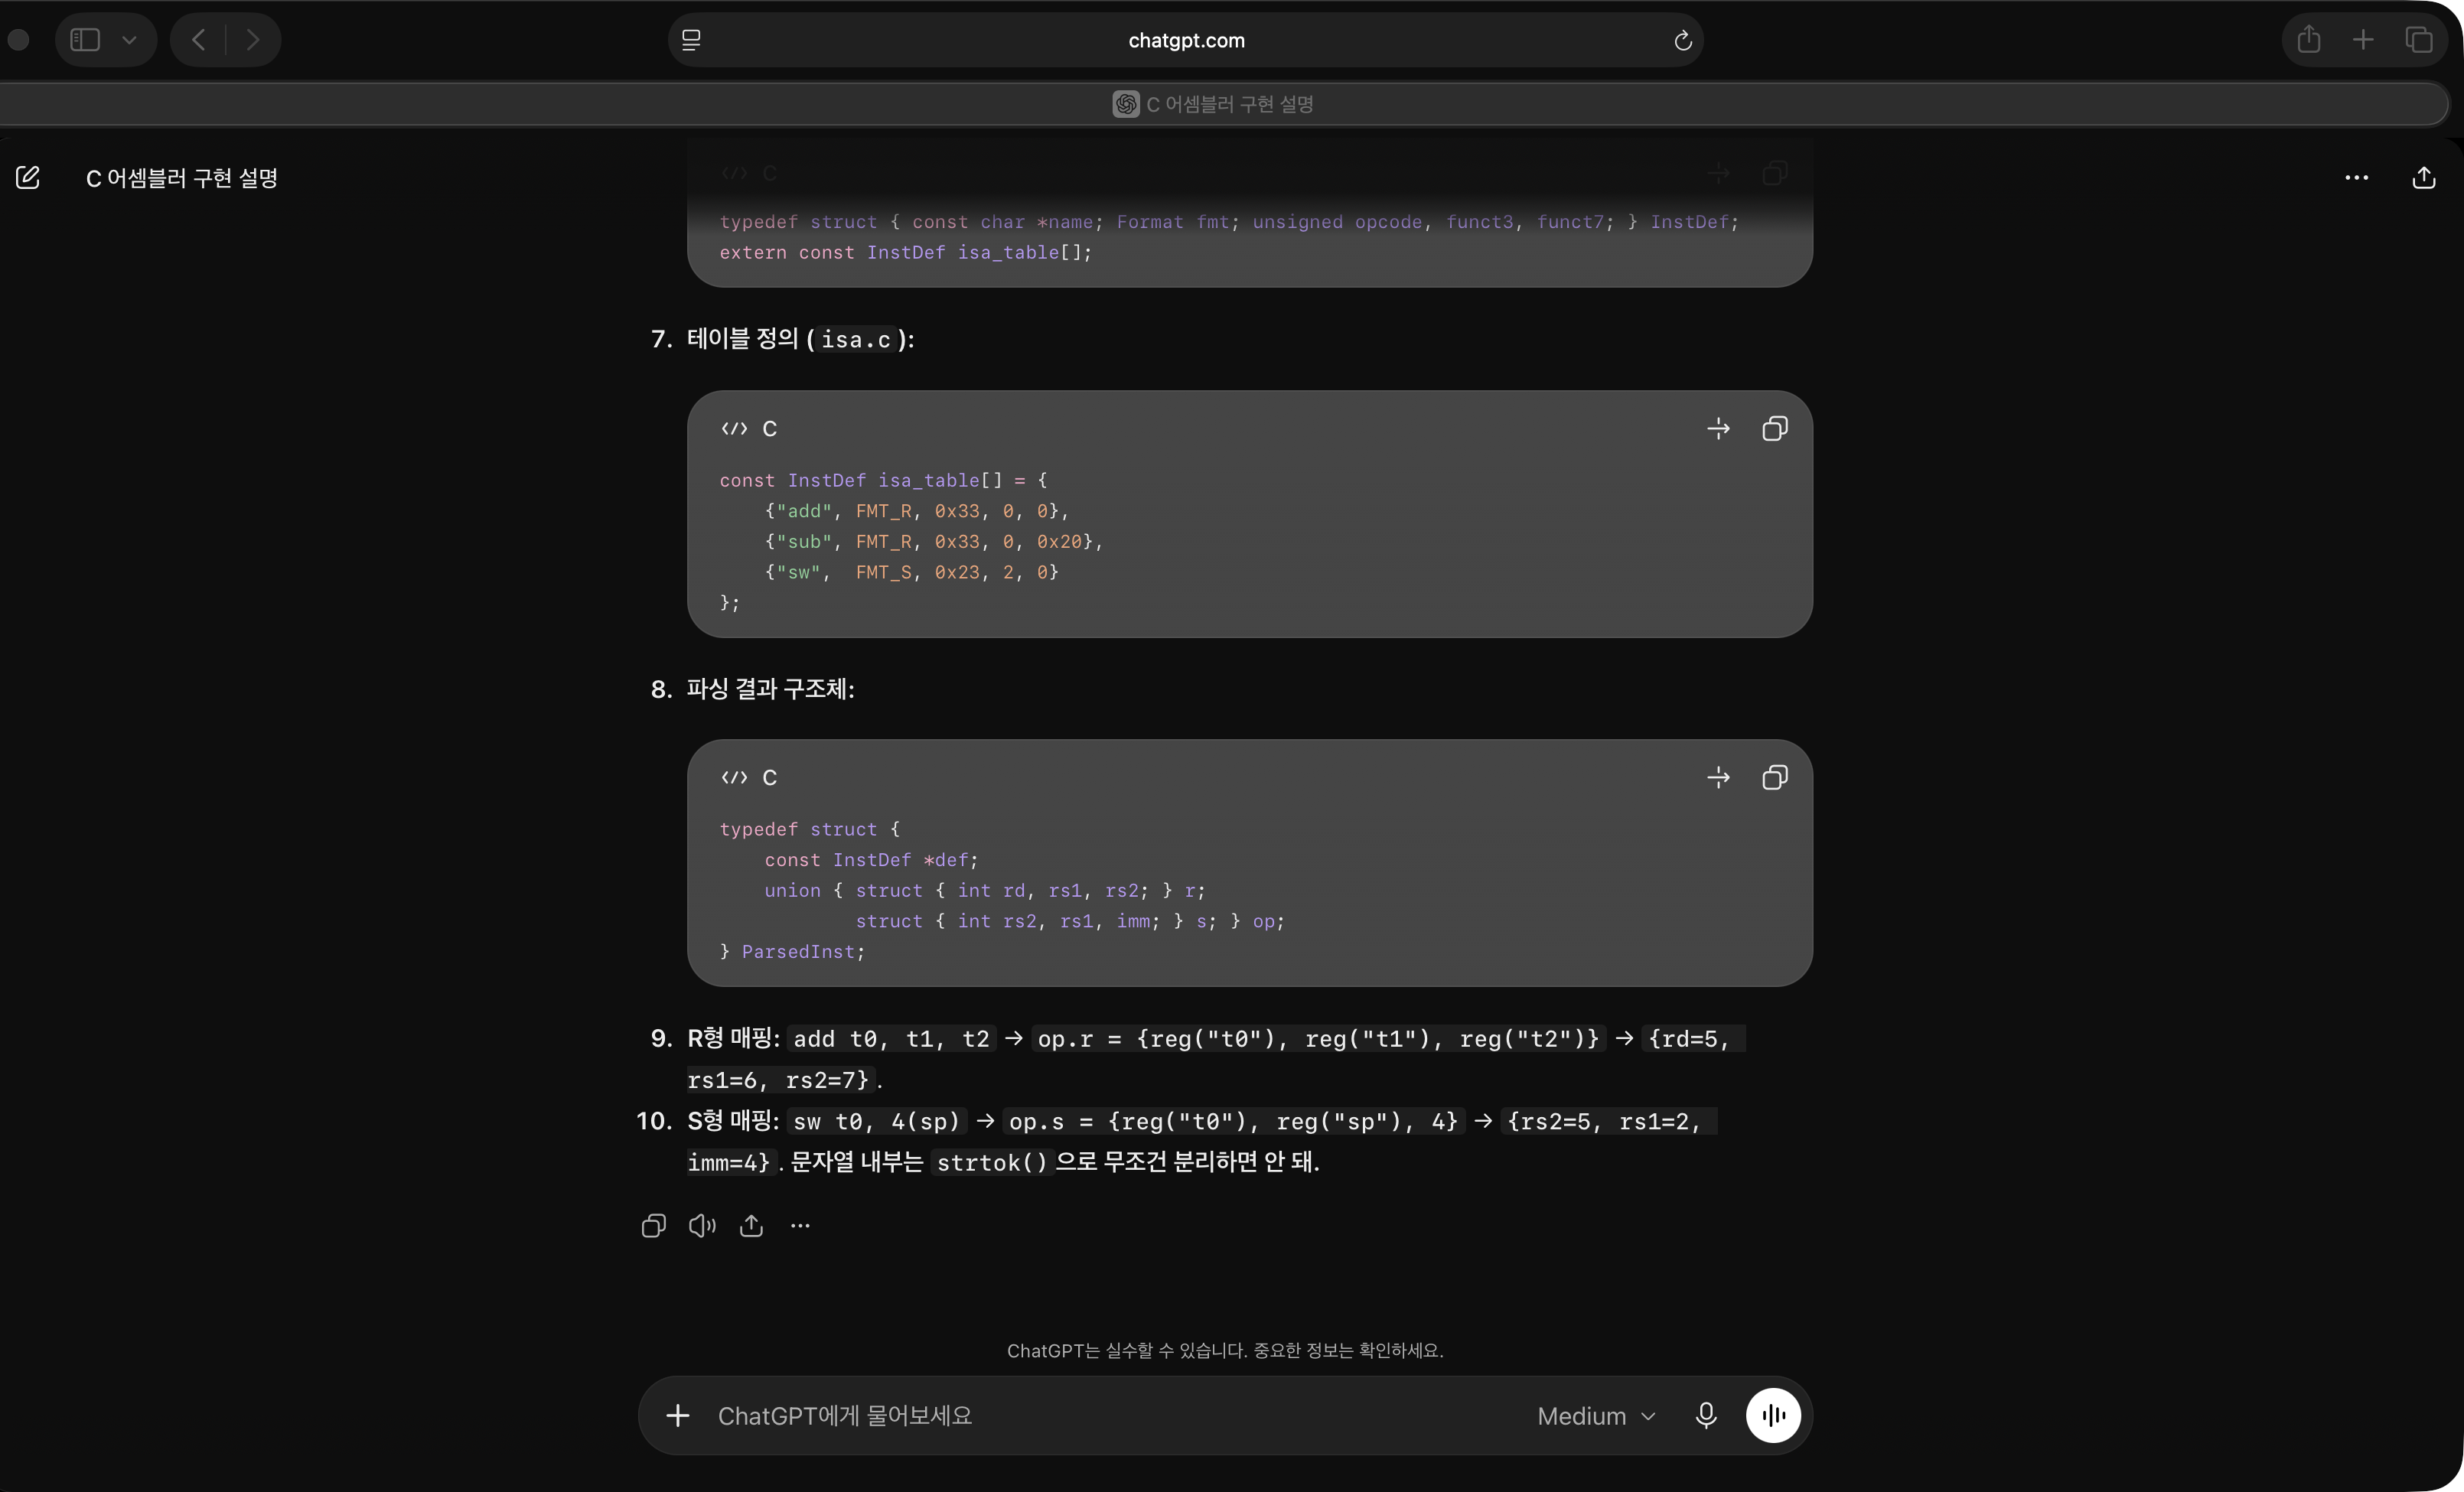 chatgpt.com
C 어셈블러 구현 설명
C 어셈블러 구현 설명
C
typedef struct { const char *name; Format fmt; unsigned opcode, funct3, funct7; } InstDef;
extern const InstDef isa_table[];
7. 테이블 정의 (isa.c):
C
const InstDef isa_table[] = {
    {"add", FMT_R, 0x33, 0, 0},
    {"sub", FMT_R, 0x33, 0, 0x20},
    {"sw",  FMT_S, 0x23, 2, 0}
};
8. 파싱 결과 구조체:
C
typedef struct {
    const InstDef *def;
    union { struct { int rd, rs1, rs2; } r;
            struct { int rs2, rs1, imm; } s; } op;
} ParsedInst;
9. R형 매핑: add t0, t1, t2 → op.r = {reg("t0"), reg("t1"), reg("t2")} → {rd=5,
rs1=6, rs2=7}.
10. S형 매핑: sw t0, 4(sp) → op.s = {reg("t0"), reg("sp"), 4} → {rs2=5, rs1=2,
imm=4}. 문자열 내부는 strtok()으로 무조건 분리하면 안 돼.
ChatGPT는 실수할 수 있습니다. 중요한 정보는 확인하세요.
ChatGPT에게 물어보세요
Medium